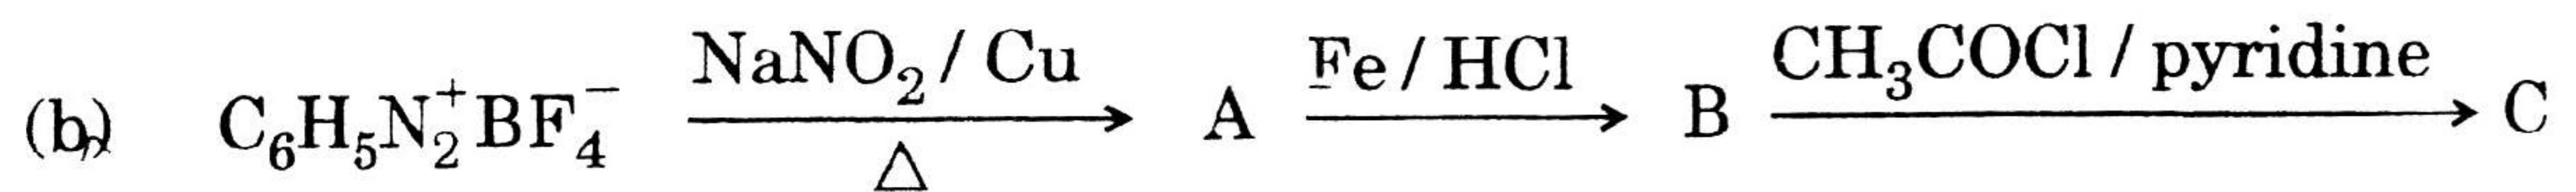 (b) C₆H₅N₂⁺BF₄⁻ NaNO₂ / Cu △ → A Fe / HCl → B CH₃COCl / pyridine → C